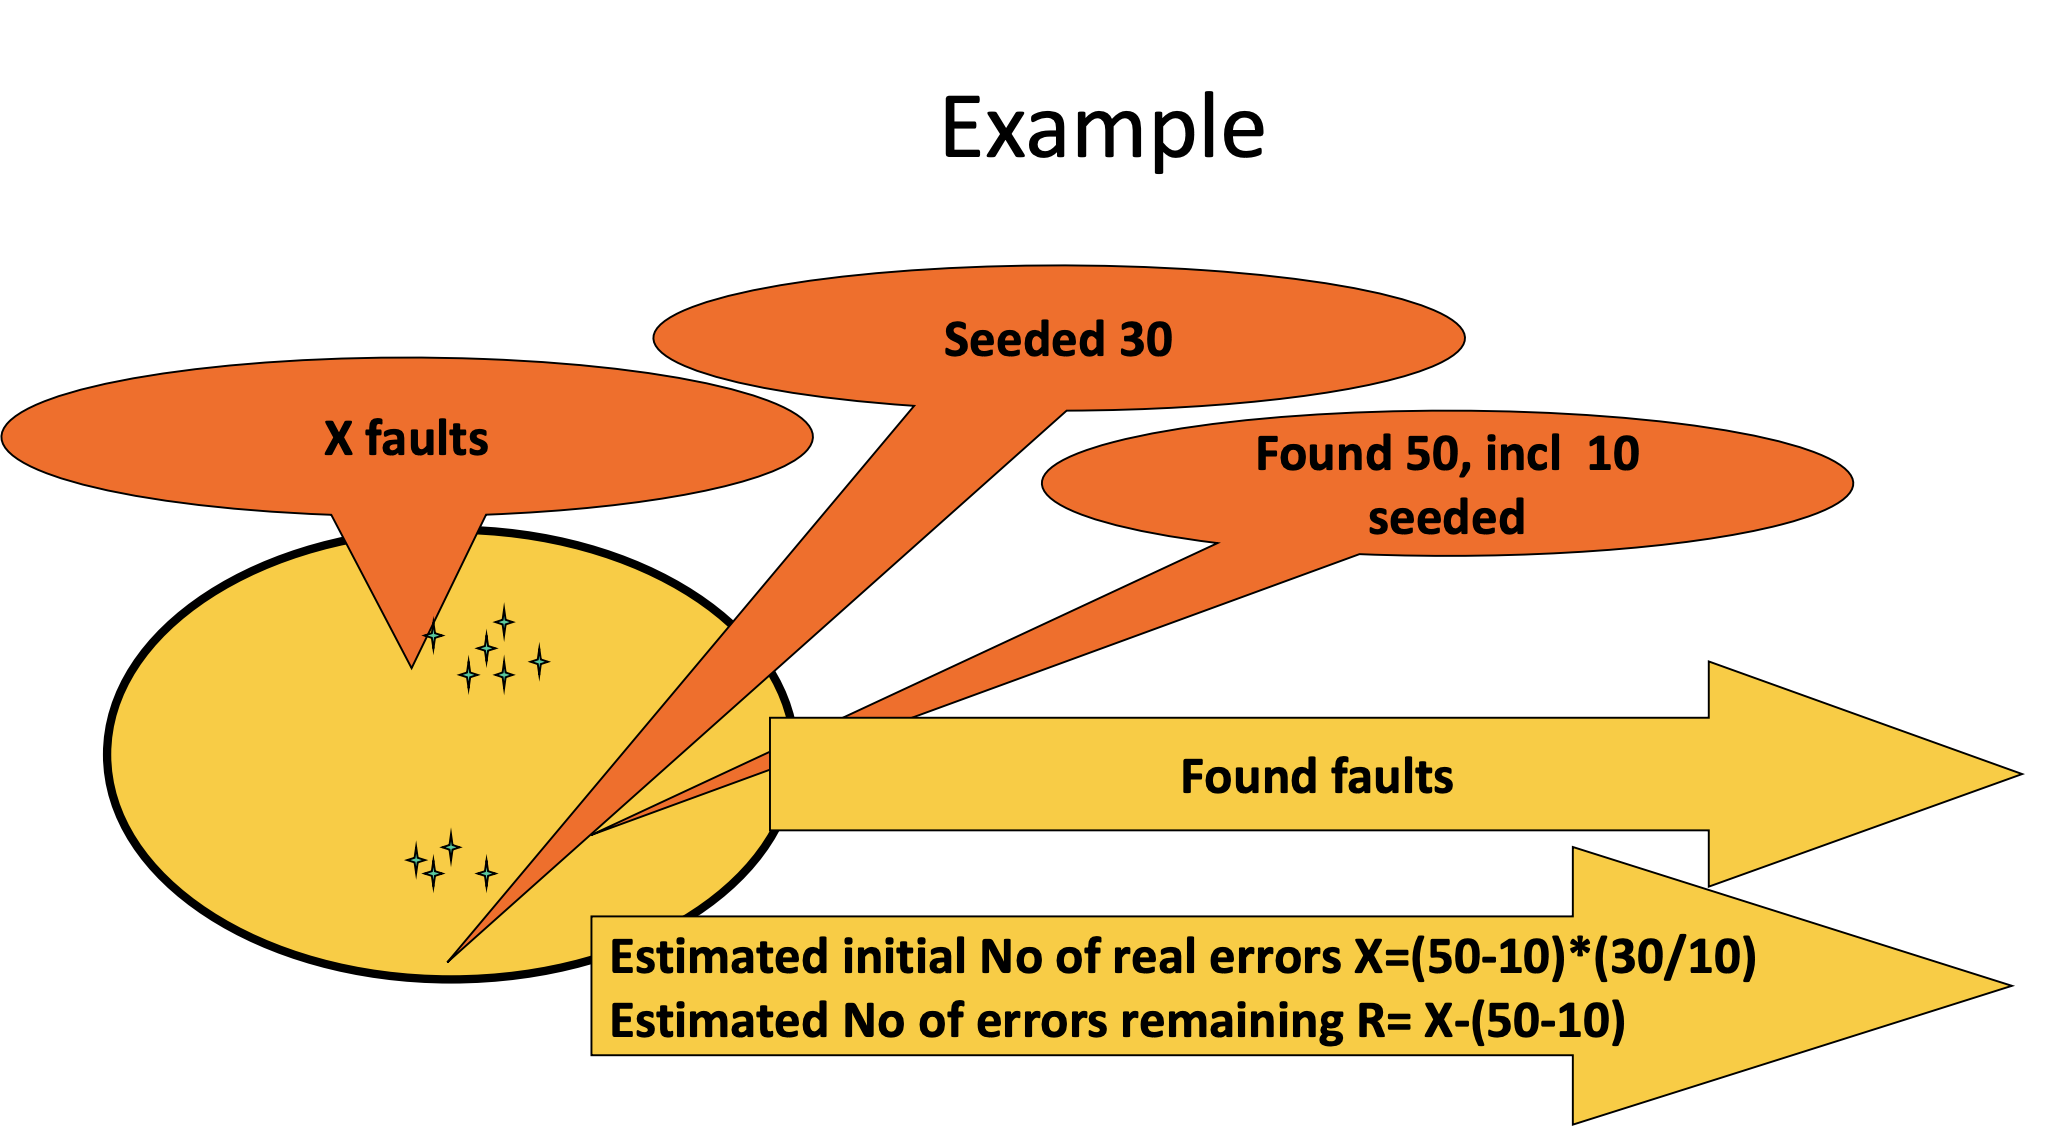 Example
Seeded 30
X faults
Found 50, incl  10
seeded
Found faults
Estimated initial No of real errors X=(50-10)*(30/10)
Estimated No of errors remaining R= X-(50-10)